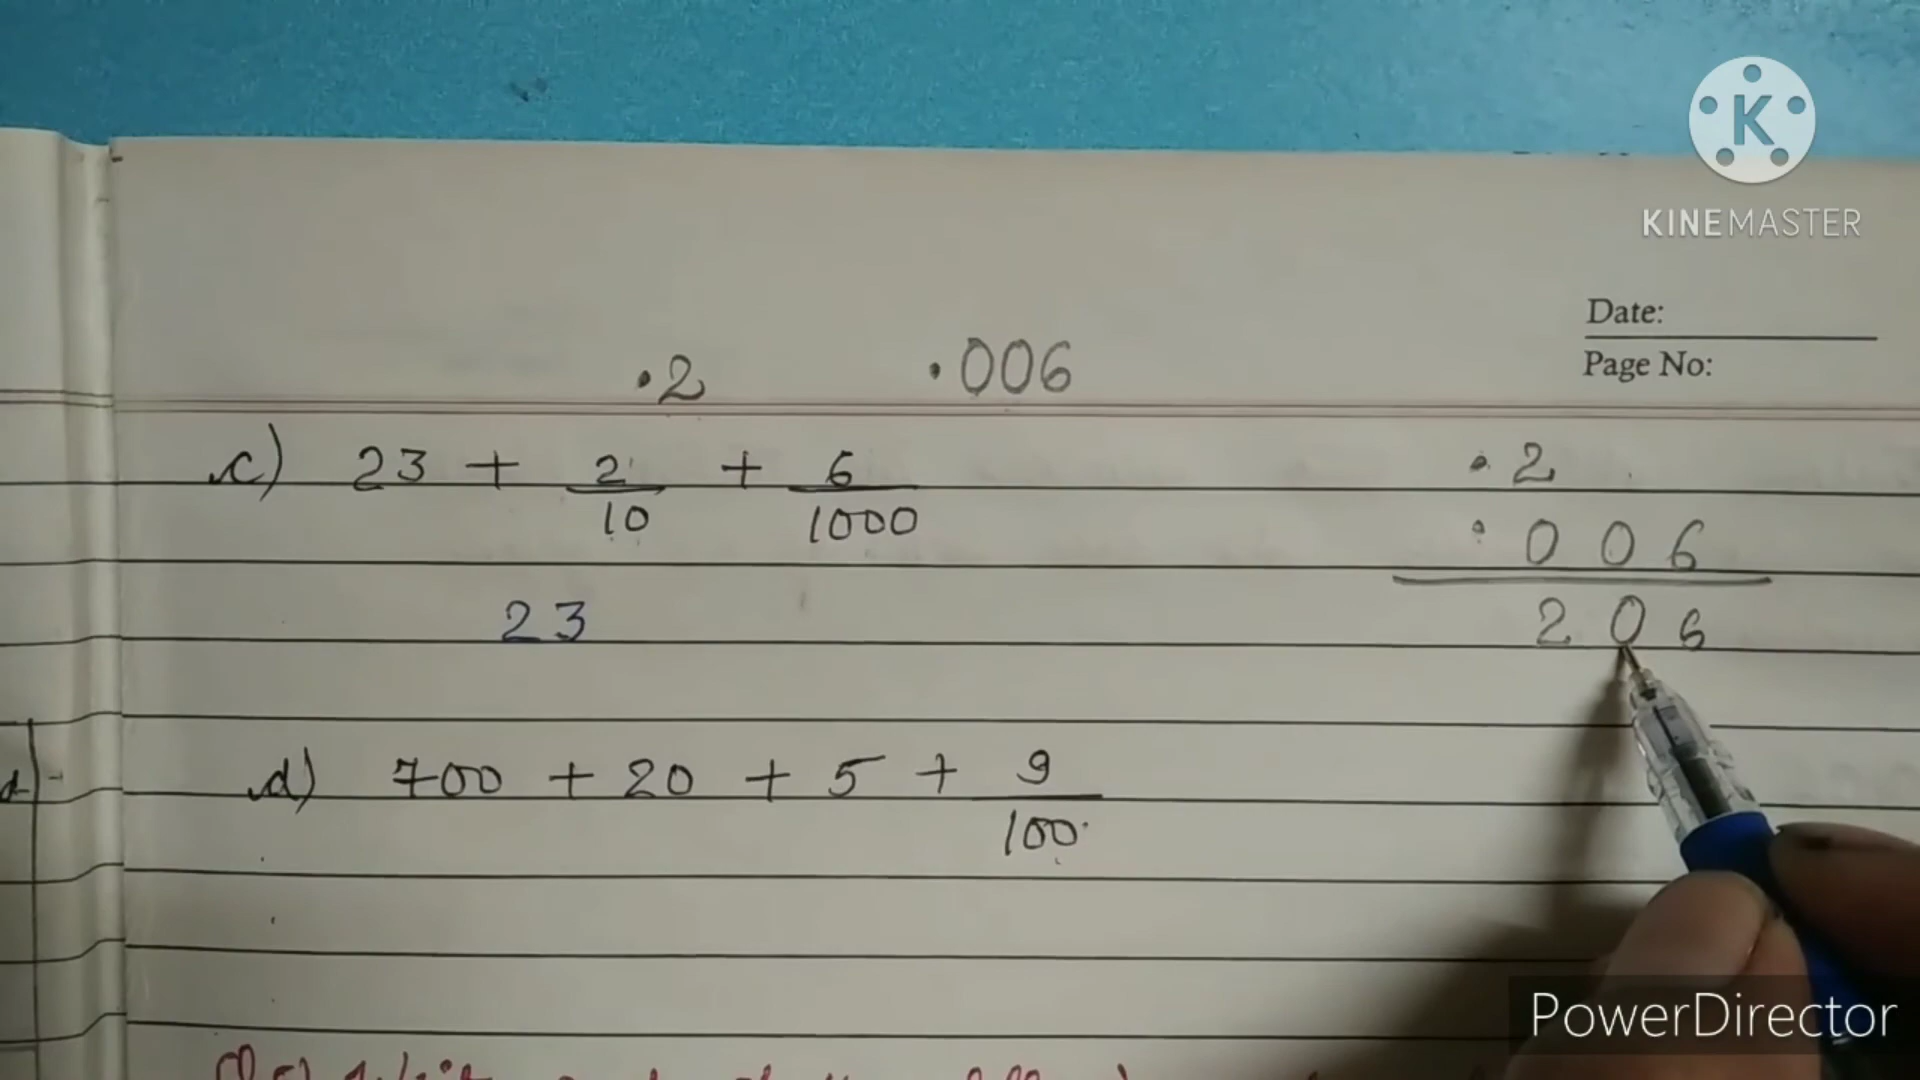 K
KINEMASTER
Date:
Page No:
.2 .006
c) 23 + 2/10 + 6/1000
.2
.006
206
23
d) 700 + 20 + 5 + 9/100
PowerDirector